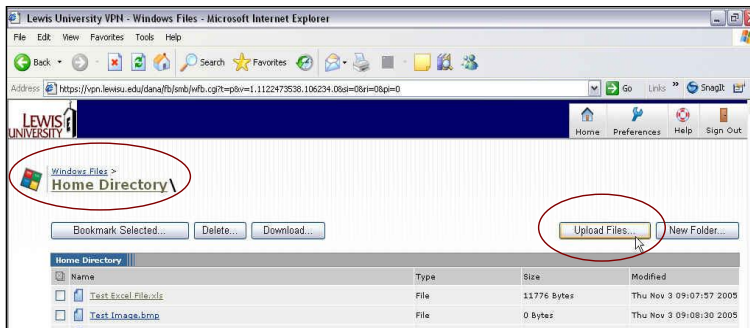 Lewis University VPN - Windows Files - Microsoft Internet Explorer
File Edit View Favorites Tools Help
Back Search Favorites
Address https://vpn.lewisu.edu/dana/fb/smb/wfb.cgi?t=p&v=1.1122473538.106234.0&si=0&ri=0&pi=0 Go Links » SnagIt
LEWIS UNIVERSITY
Home Preferences Help Sign Out
Windows Files >
Home Directory\
Bookmark Selected... Delete... Download... Upload Files... New Folder...
Home Directory
Name Type Size Modified
Test Excel File.xls File 11776 Bytes Thu Nov 3 09:07:57 2005
Test Image.bmp File 0 Bytes Thu Nov 3 09:08:30 2005